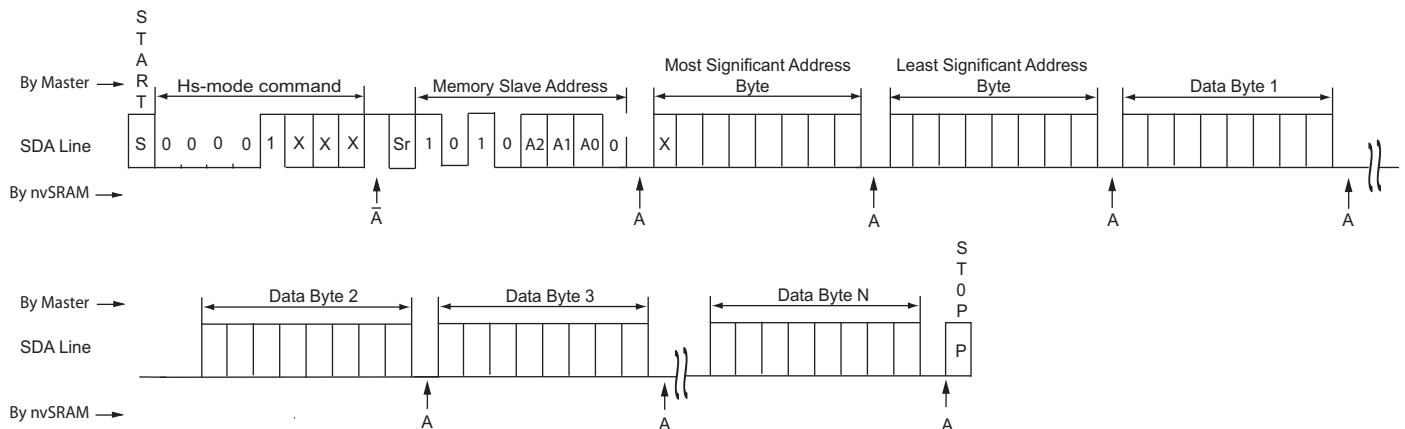 START
By Master
Hs-mode command
Memory Slave Address
Most Significant Address
Byte
Least Significant Address
Byte
Data Byte 1
SDA Line
S 0 0 0 0 1 X X X Sr 1 0 1 0 A2 A1 A0 0 X
By nvSRAM
A̅ A A A A
ST0P
By Master
Data Byte 2
Data Byte 3
Data Byte N
SDA Line
P
By nvSRAM
A A A